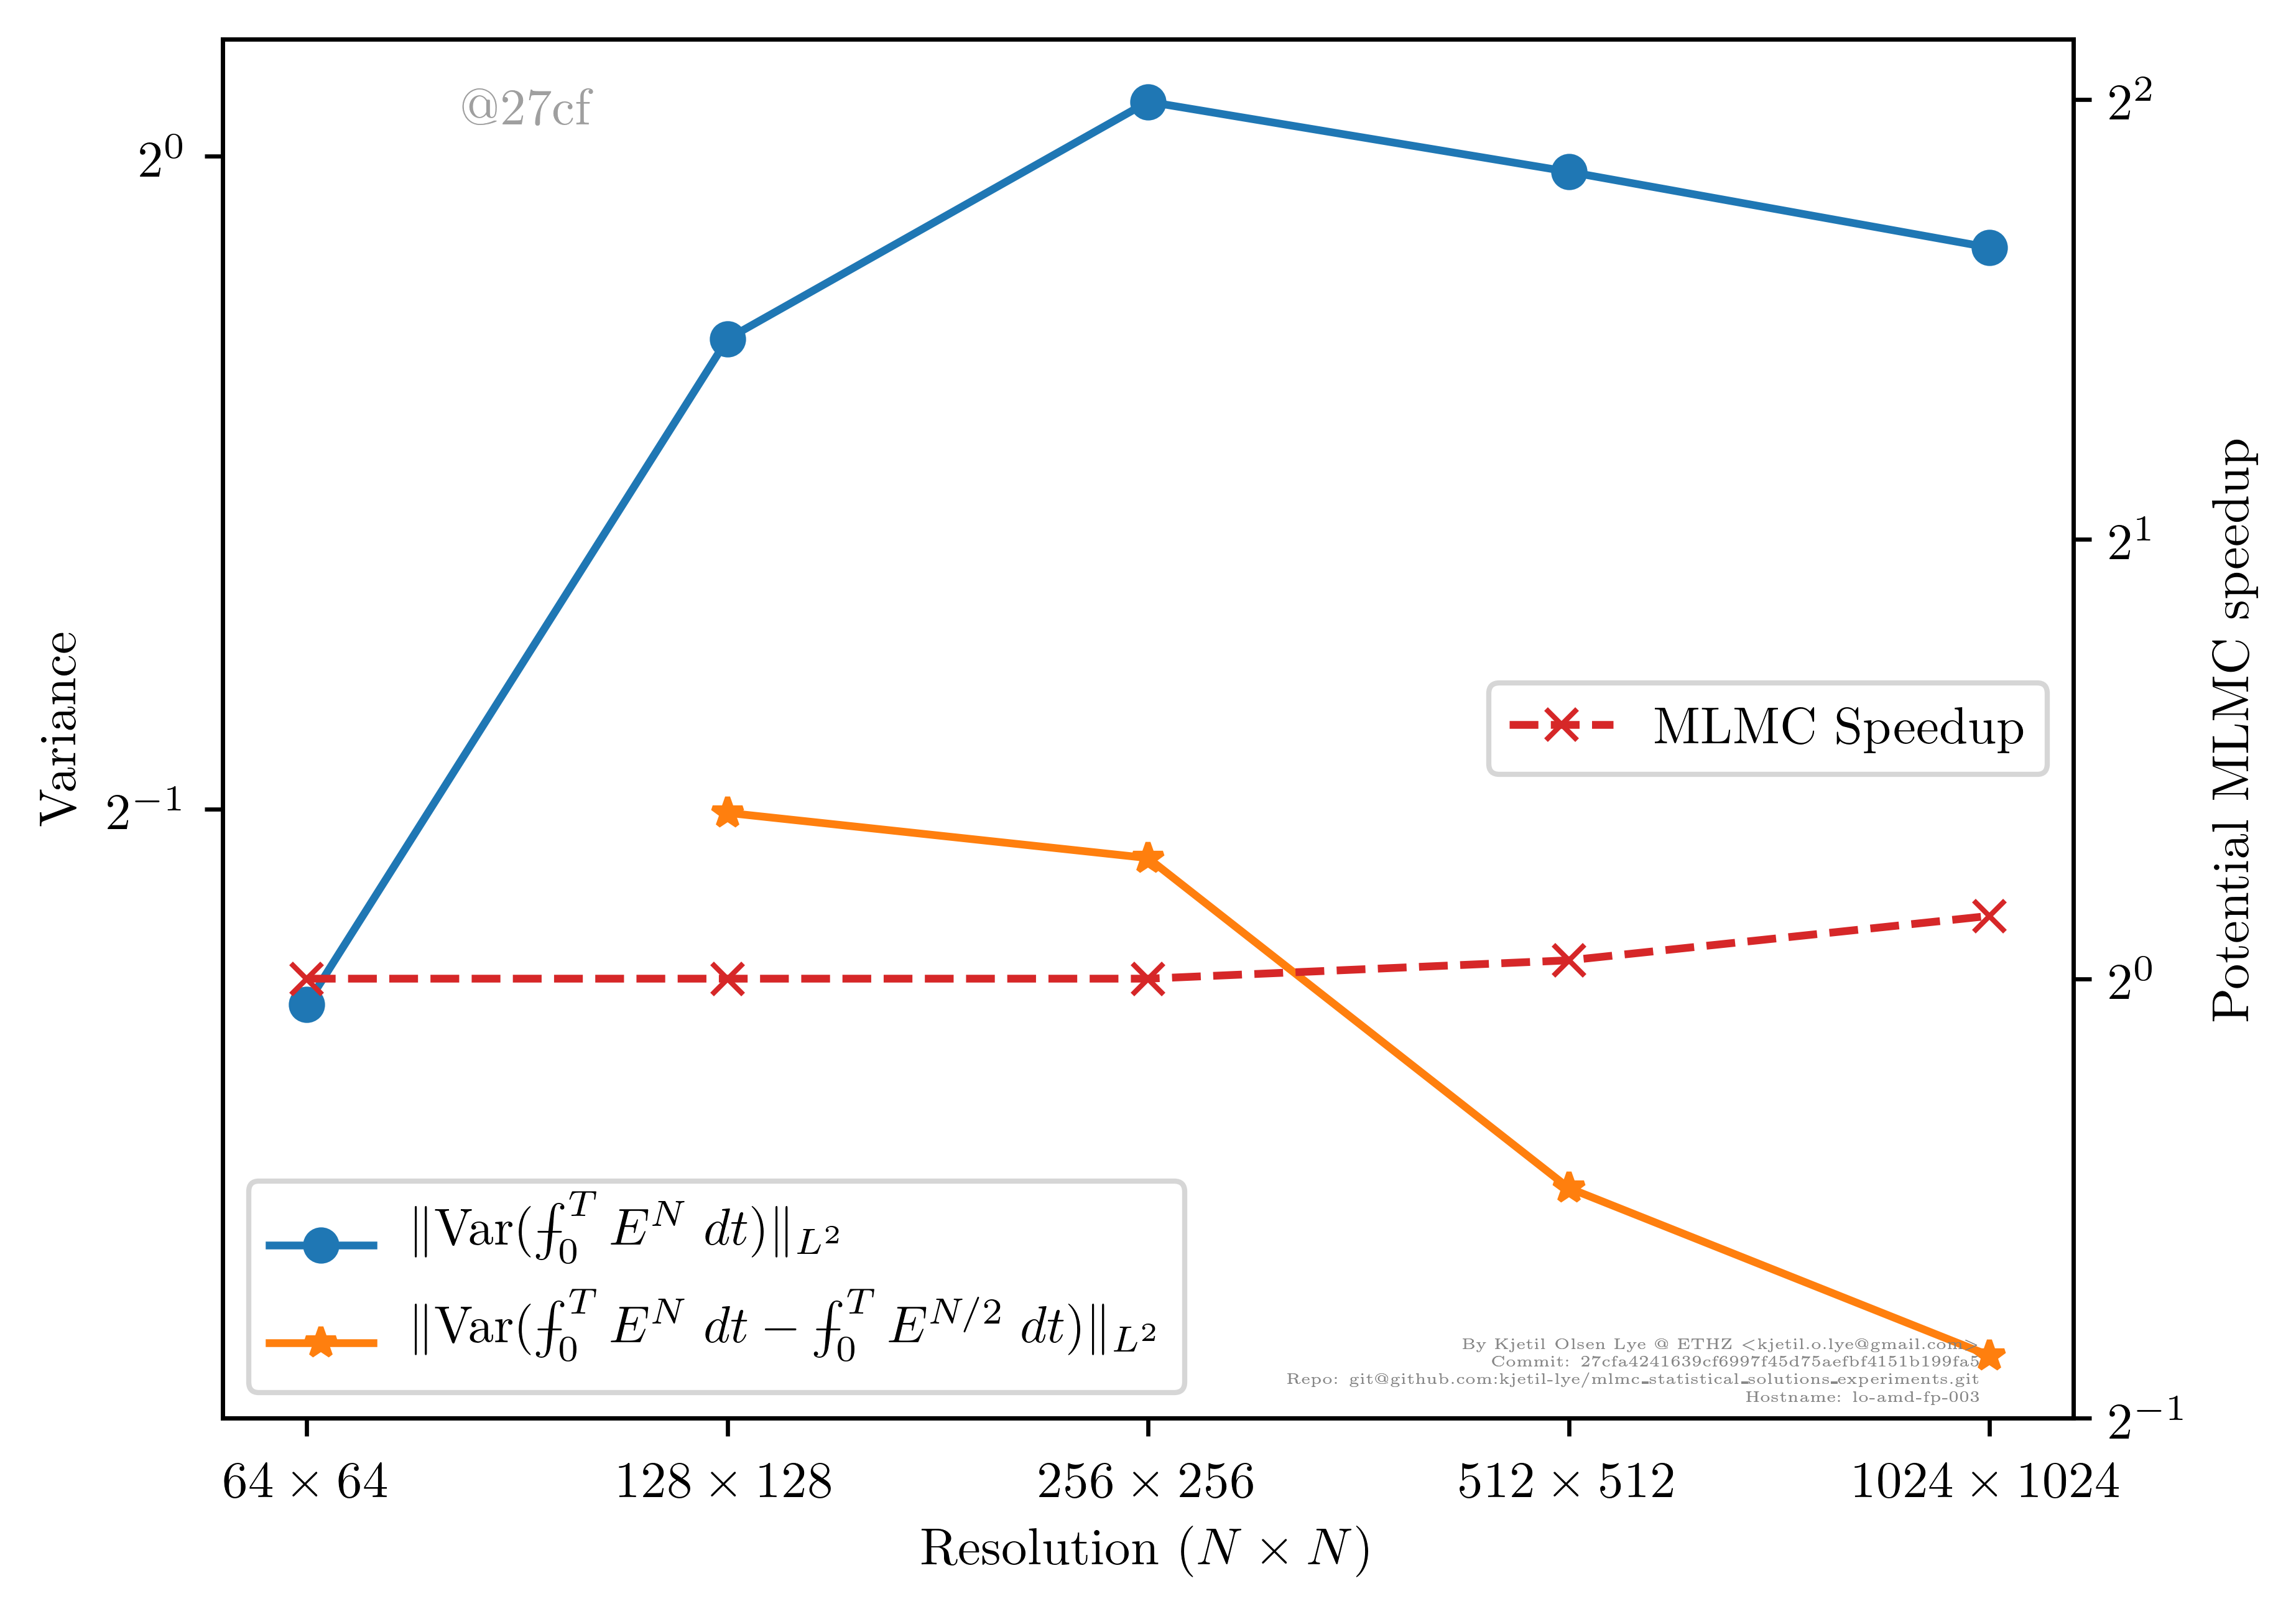 @27cf
2^0
2^-1
Variance
2^2
2^1
2^0
2^-1
Potential MLMC speedup
MLMC Speedup
‖Var(⨍_0^T E^N dt)‖_{L^2}
‖Var(⨍_0^T E^N dt − ⨍_0^T E^{N/2} dt)‖_{L^2}
By Kjetil Olsen Lye @ ETHZ <kjetil.o.lye@gmail.com>
Commit: 27cfa4241639cf6997f45d75aefbf4151b199fa5
Repo: git@github.com:kjetil-lye/mlmc_statistical_solutions_experiments.git
Hostname: lo-amd-fp-003
64 × 64 128 × 128 256 × 256 512 × 512 1024 × 1024
Resolution (N × N)